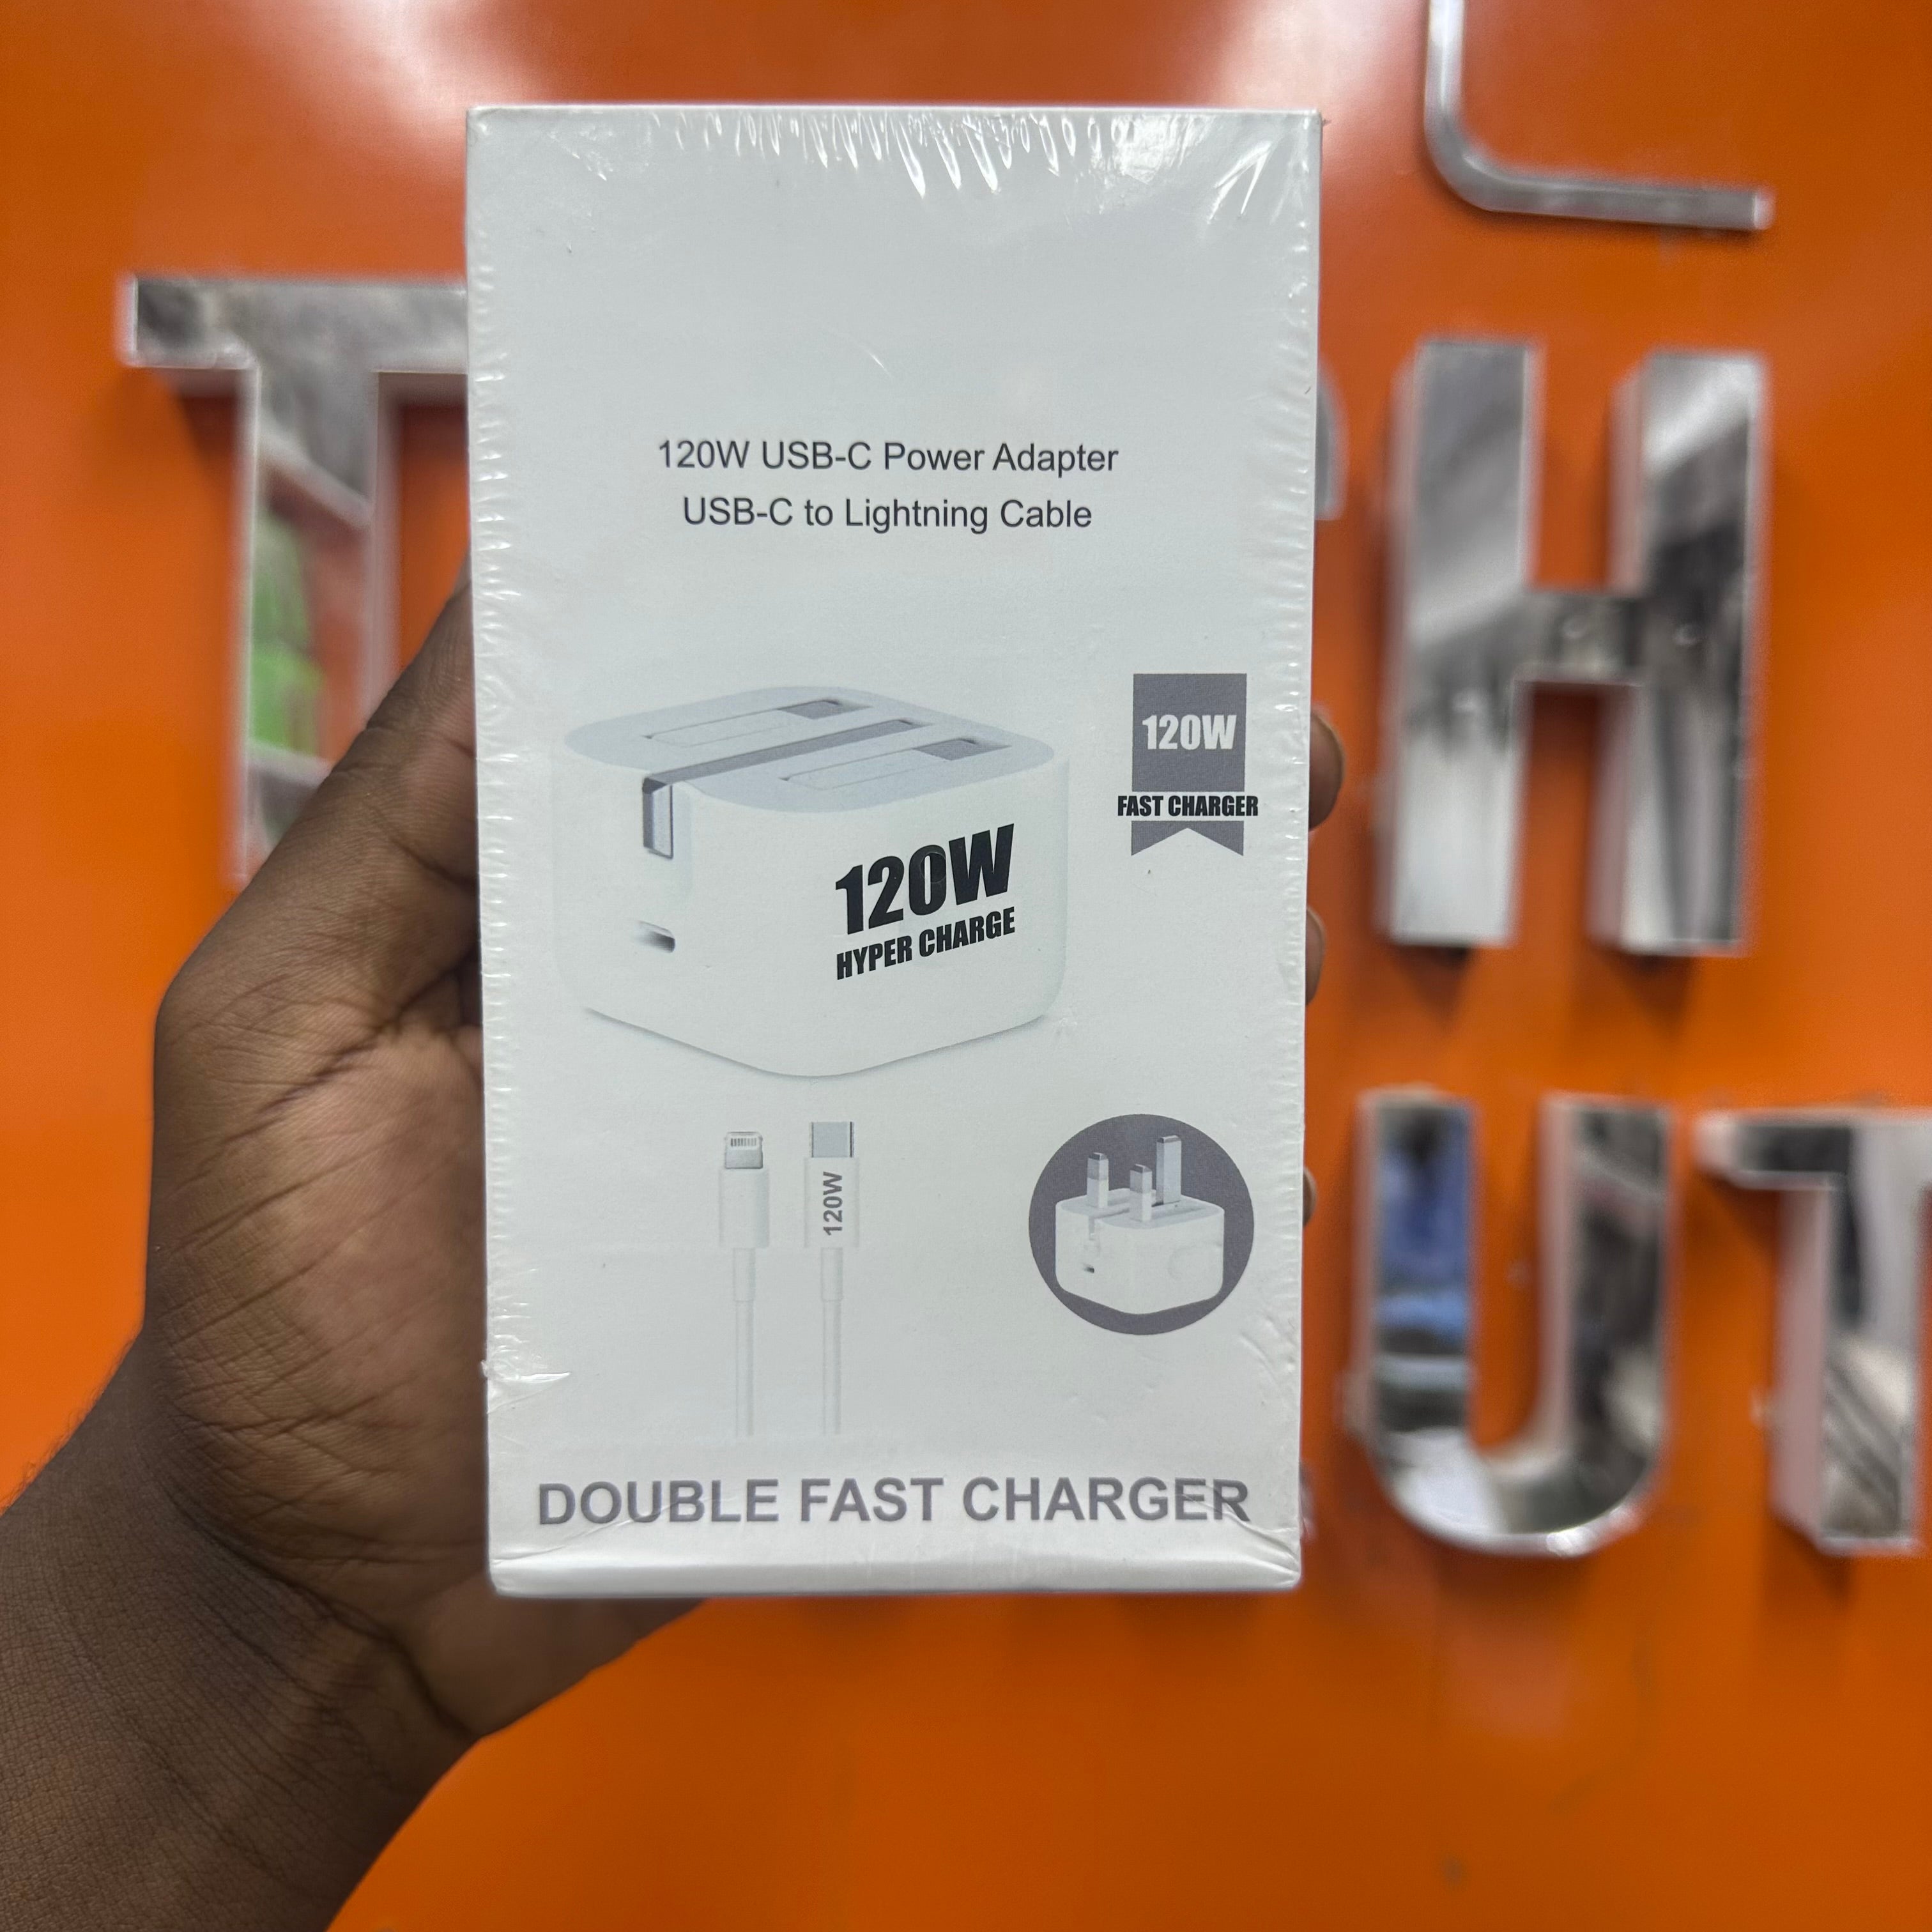 120W USB-C Power Adapter
USB-C to Lightning Cable
120W
FAST CHARGER
120W
HYPER CHARGE
120W
DOUBLE FAST CHARGER